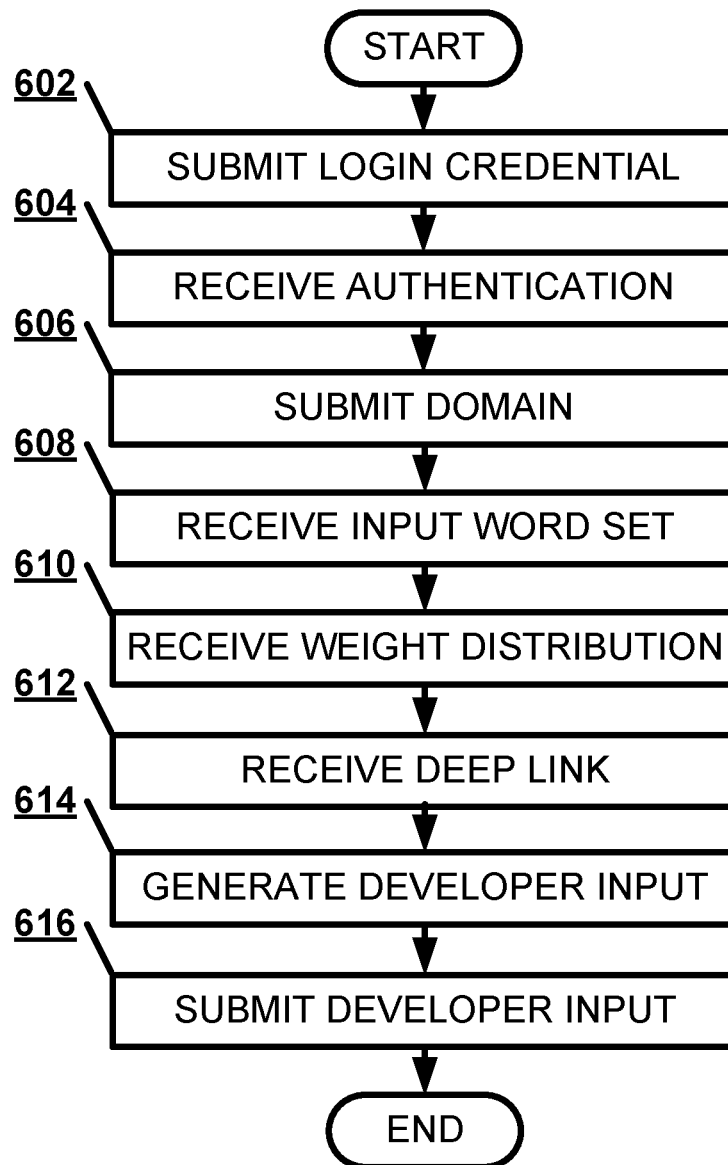 START
602
SUBMIT LOGIN CREDENTIAL
604
RECEIVE AUTHENTICATION
606
SUBMIT DOMAIN
608
RECEIVE INPUT WORD SET
610
RECEIVE WEIGHT DISTRIBUTION
612
RECEIVE DEEP LINK
614
GENERATE DEVELOPER INPUT
616
SUBMIT DEVELOPER INPUT
END